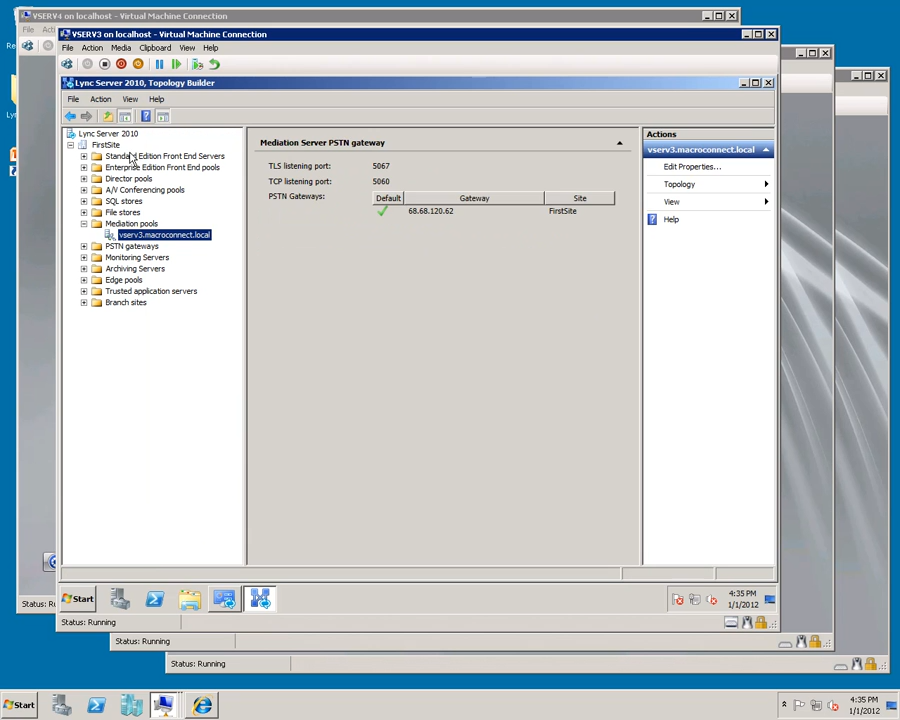 VSERV4 on localhost - Virtual Machine Connection
File
VSERV3 on localhost - Virtual Machine Connection
File Action Media Clipboard View Help
Lync Server 2010, Topology Builder
File Action View Help
Lync Server 2010
FirstSite
Standard Edition Front End Servers
Enterprise Edition Front End pools
Director pools
A/V Conferencing pools
SQL stores
File stores
Mediation pools
vserv3.macroconnect.local
PSTN gateways
Monitoring Servers
Archiving Servers
Edge pools
Trusted application servers
Branch sites
Mediation Server PSTN gateway
TLS listening port: 5067
TCP listening port: 5060
PSTN Gateways: Default Gateway Site
68.68.120.62 FirstSite
Actions
vserv3.macroconnect.local
Edit Properties...
Topology
View
Help
Start
4:35 PM
1/1/2012
Status: Running
Status: Running
Status: Running
Start
4:35 PM
1/1/2012